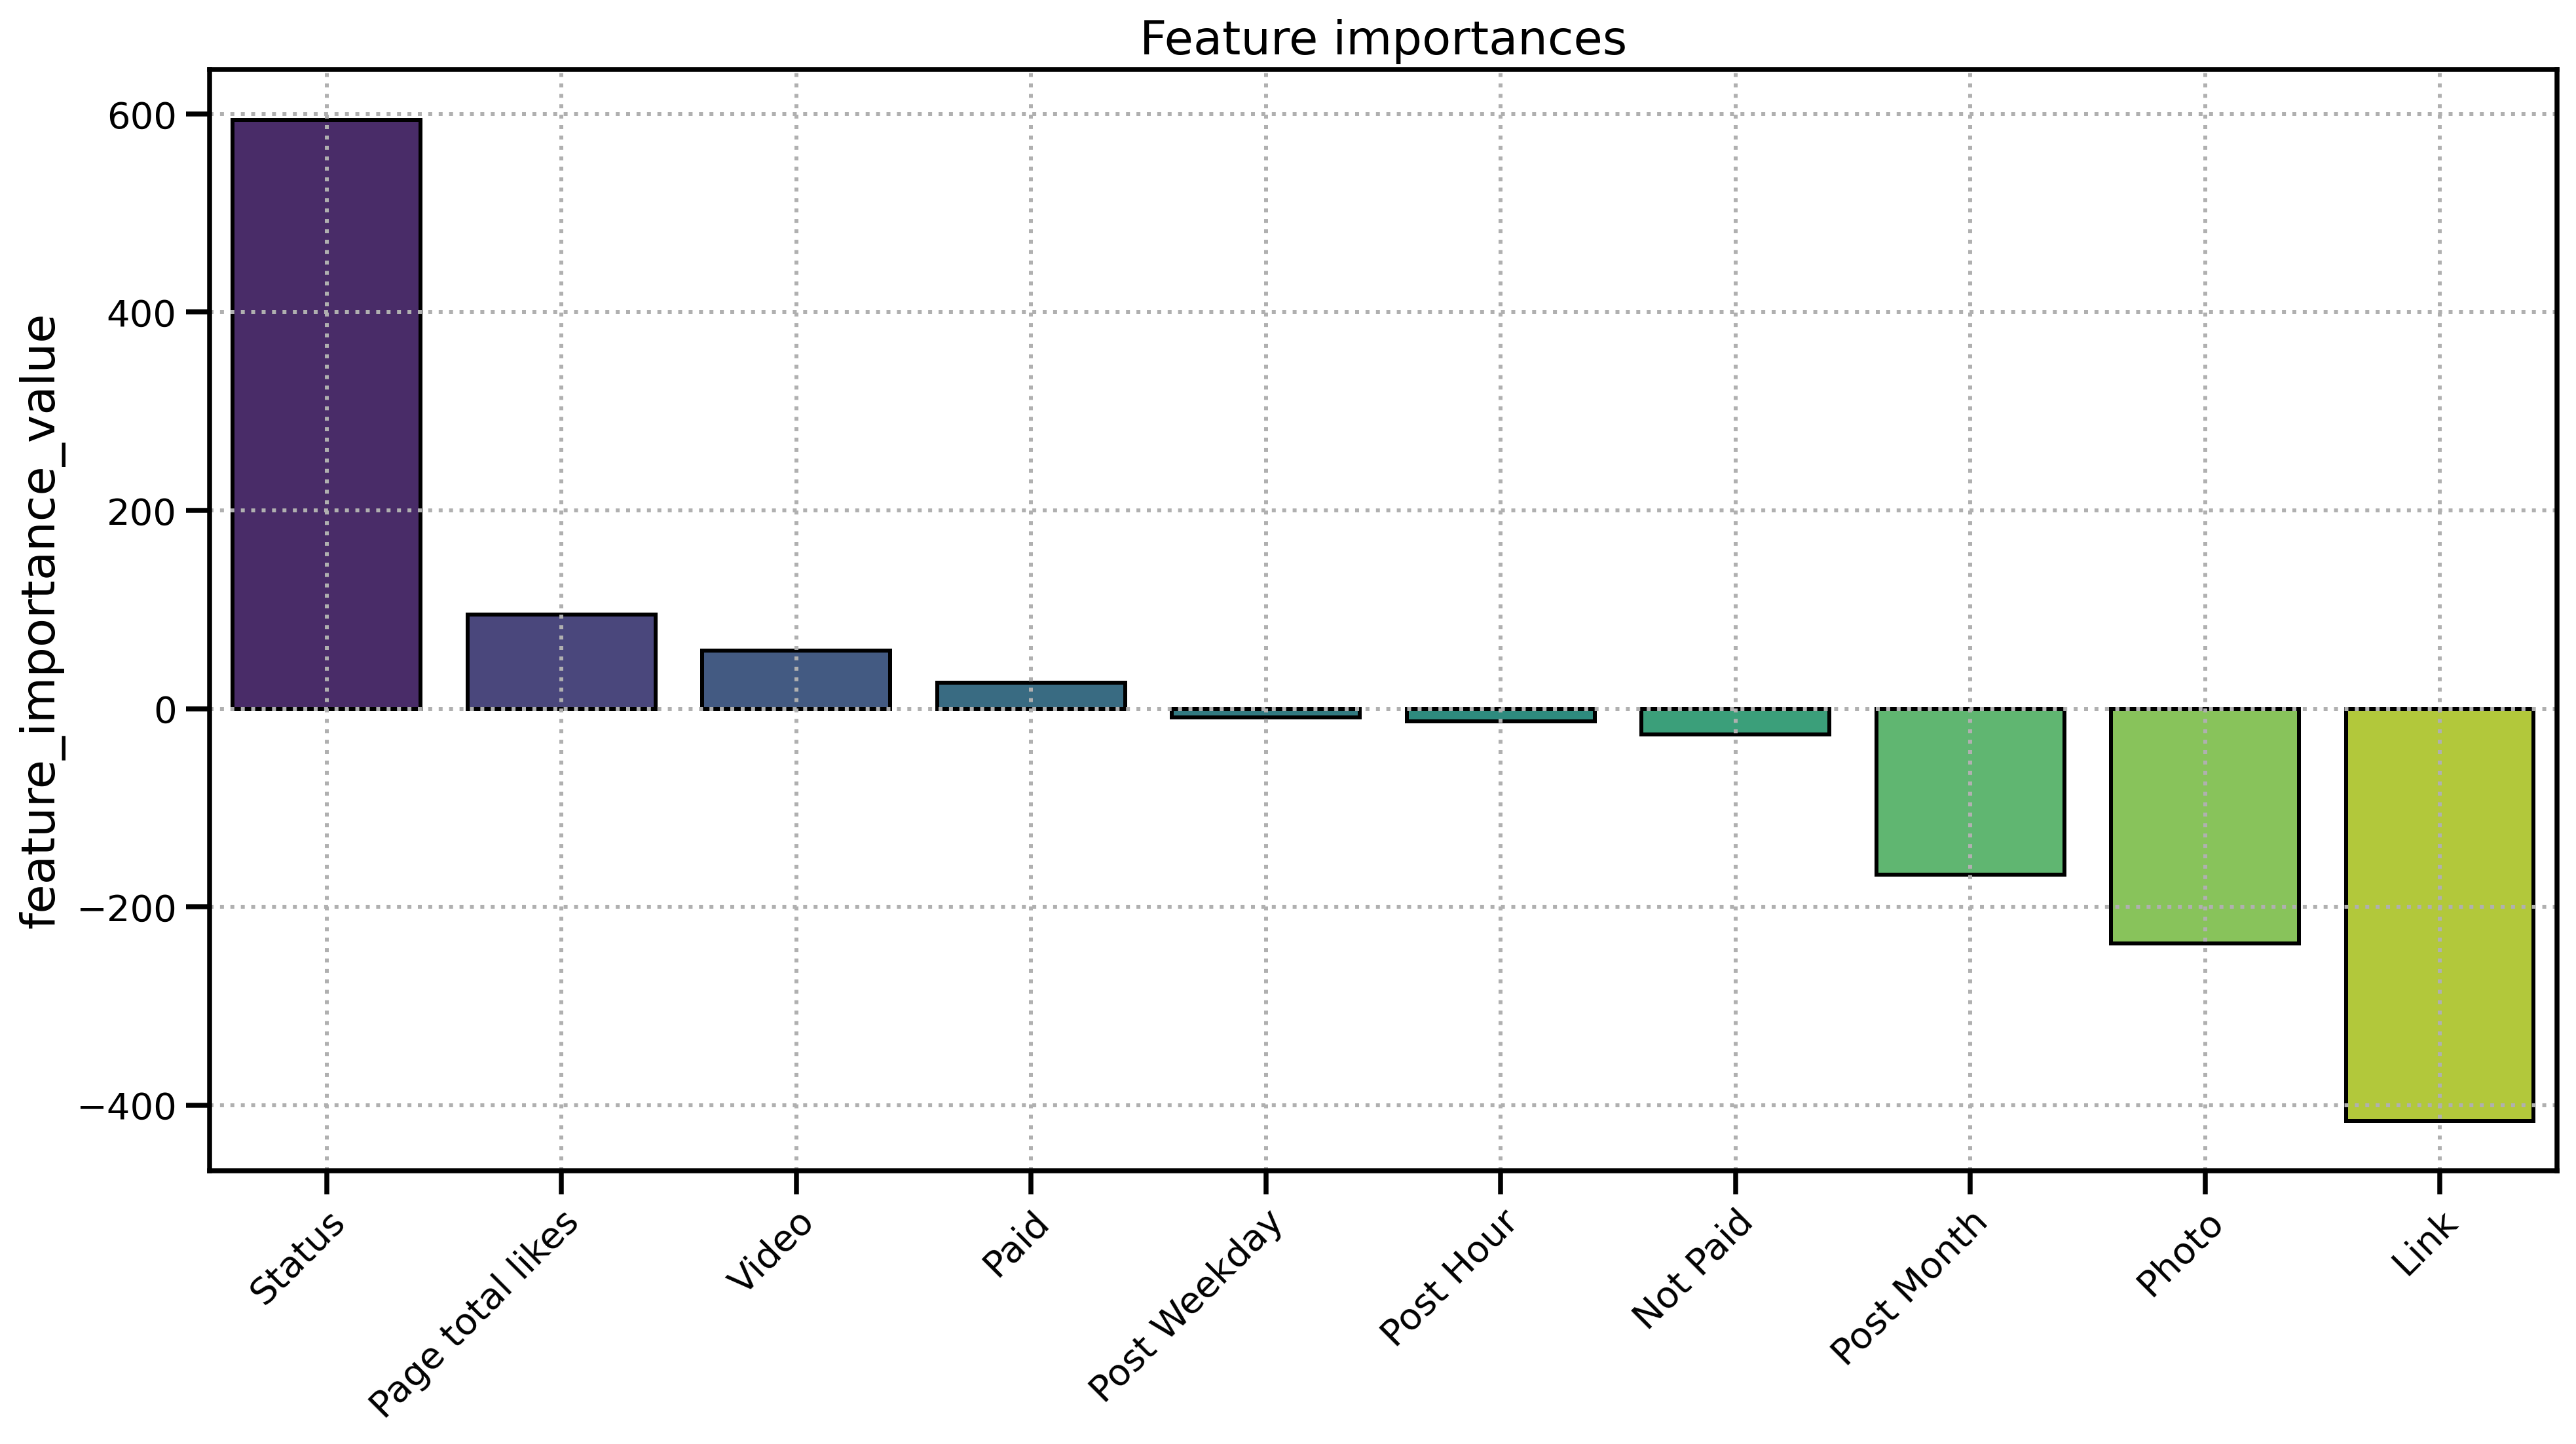 Feature importances
feature_importance_value
600
400
200
0
−200
−400
Status
Page total likes
Video
Paid
Post Weekday
Post Hour
Not Paid
Post Month
Photo
Link